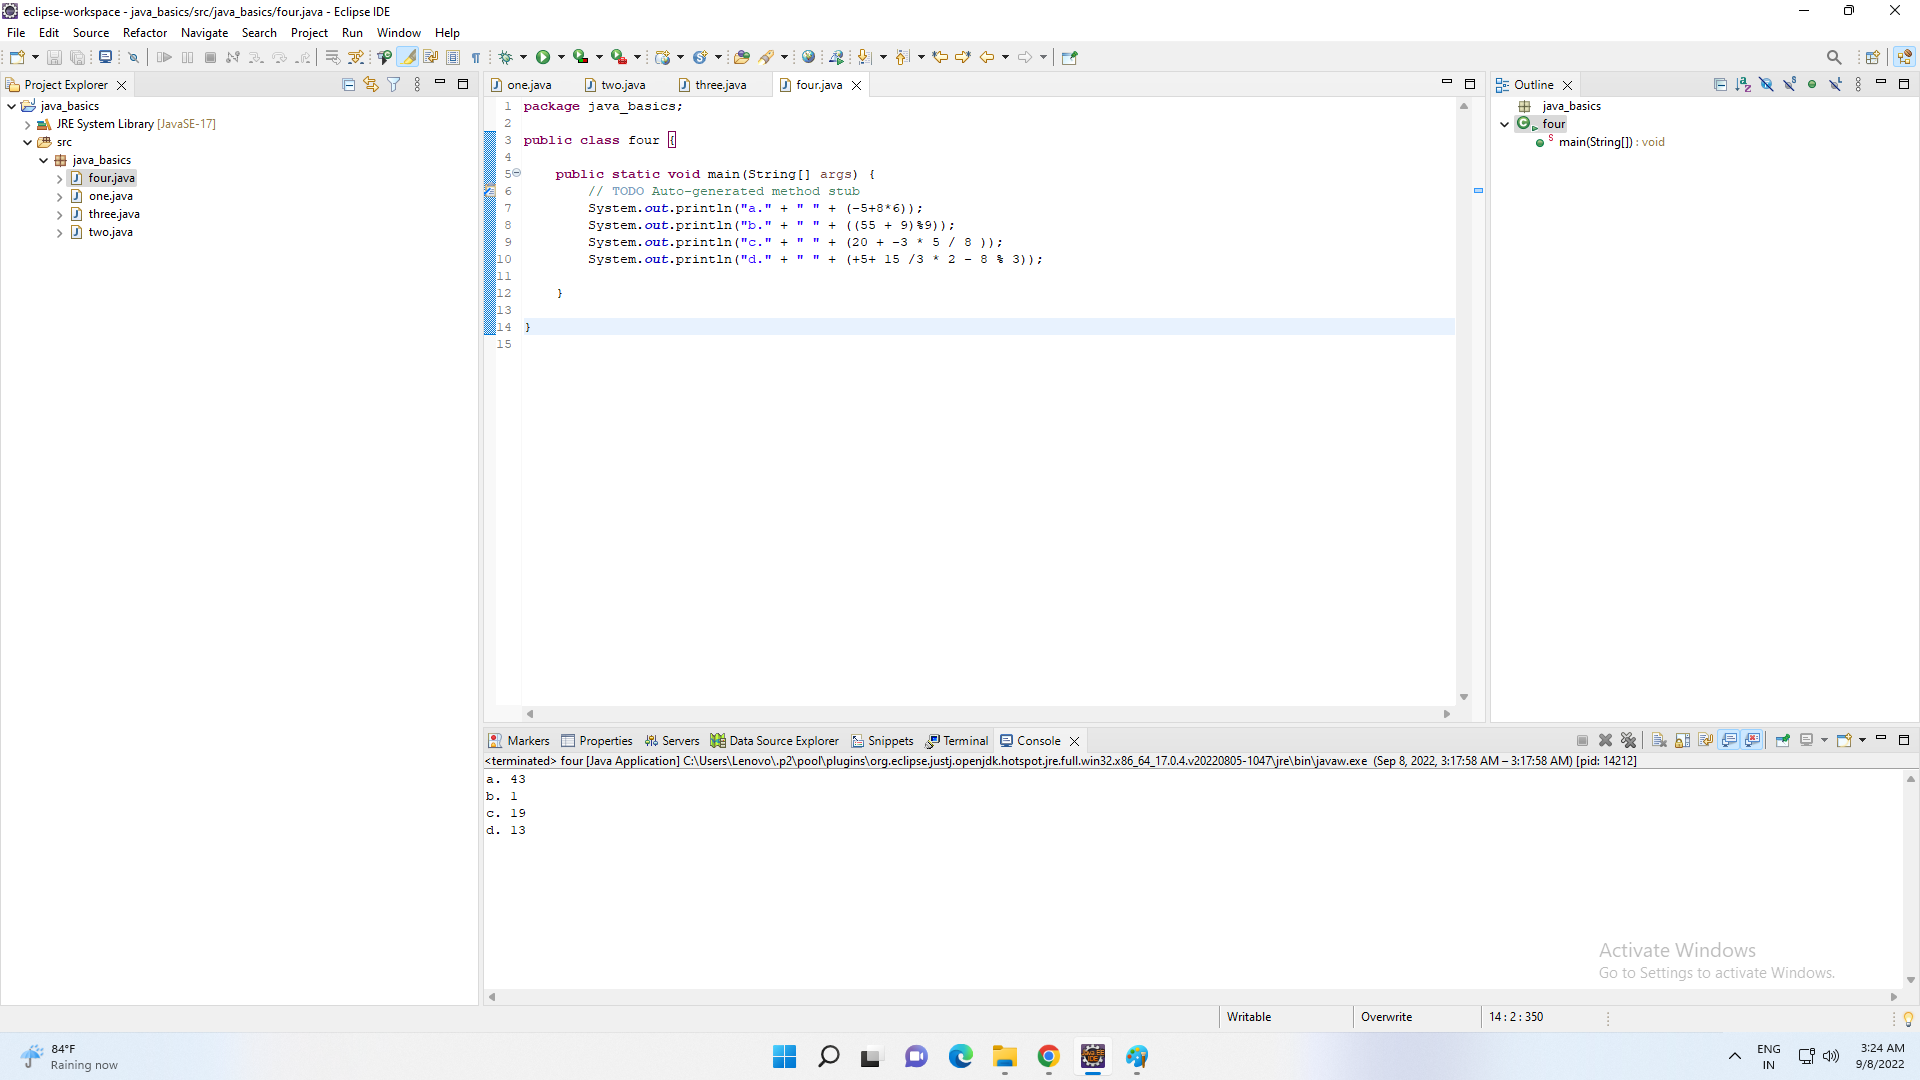 eclipse-workspace - java_basics/src/java_basics/four.java - Eclipse IDE
File Edit Source Refactor Navigate Search Project Run Window Help
Project Explorer
java_basics
JRE System Library [JavaSE-17]
src
java_basics
four.java
one.java
three.java
two.java
one.java two.java three.java four.java
1 package java_basics;
2
3 public class four {
4
5 public static void main(String[] args) {
6 // TODO Auto-generated method stub
7 System.out.println("a." + " " + (-5+8*6));
8 System.out.println("b." + " " + ((55 + 9)%9));
9 System.out.println("c." + " " + (20 + -3 * 5 / 8 ));
10 System.out.println("d." + " " + (+5+ 15 /3 * 2 - 8 % 3));
11
12 }
13
14 }
15
Outline
java_basics
four
main(String[]) : void
Markers Properties Servers Data Source Explorer Snippets Terminal Console
<terminated> four [Java Application] C:\Users\Lenovo\.p2\pool\plugins\org.eclipse.justj.openjdk.hotspot.jre.full.win32.x86_64_17.0.4.v20220805-1047\jre\bin\javaw.exe (Sep 8, 2022, 3:17:58 AM – 3:17:58 AM) [pid: 14212]
a. 43
b. 1
c. 19
d. 13
Activate Windows
Go to Settings to activate Windows.
Writable Overwrite 14 : 2 : 350
84°F
Raining now
ENG
IN
3:24 AM
9/8/2022